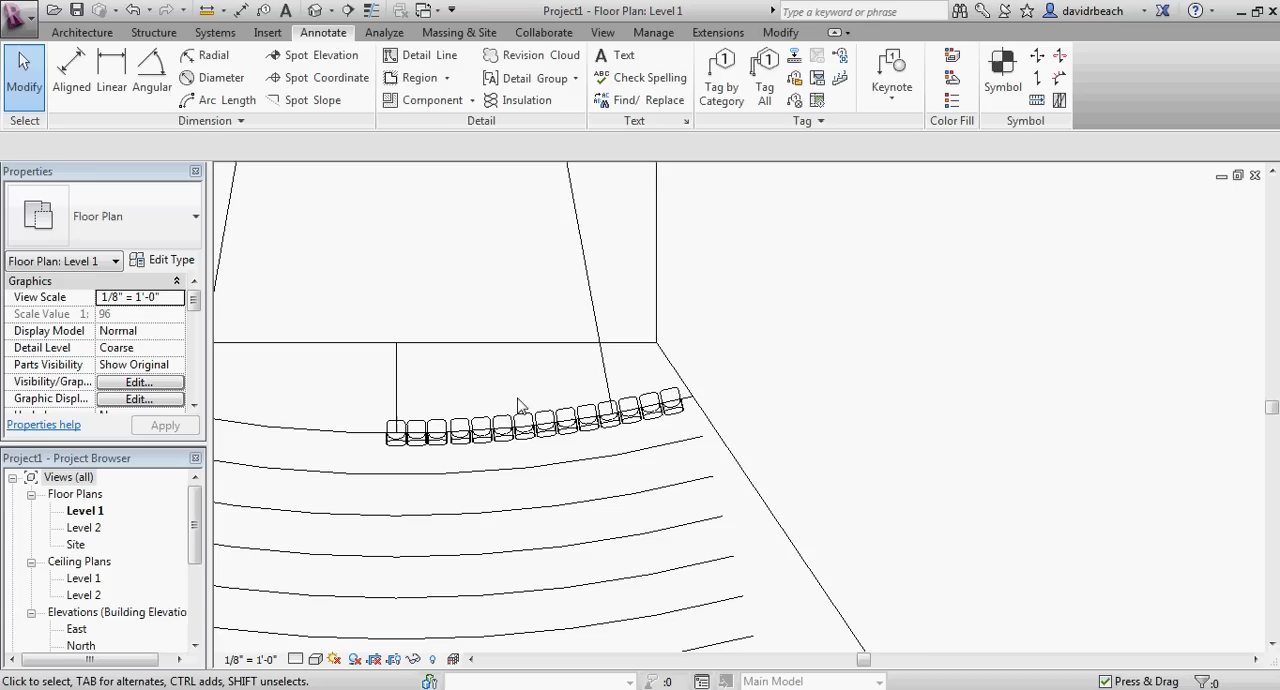 Project1 - Floor Plan: Level 1
Type a keyword or phrase
davidrbeach
Architecture Structure Systems Insert Annotate Analyze Massing & Site Collaborate View Manage Extensions Modify
Modify
Select
Aligned
Linear
Angular
Radial
Diameter
Arc Length
Spot Elevation
Spot Coordinate
Spot Slope
Dimension
Detail Line
Region
Component
Revision Cloud
Detail Group
Insulation
Detail
Text
Check Spelling
Find/ Replace
Text
Tag by
Category
Tag
All
Tag
Keynote
Color Fill
Symbol
Symbol
Properties
Floor Plan
Floor Plan: Level 1
Edit Type
Graphics
View Scale 1/8" = 1'-0"
Scale Value 1: 96
Display Model Normal
Detail Level Coarse
Parts Visibility Show Original
Visibility/Grap... Edit...
Graphic Displ... Edit...
Properties help
Apply
Project1 - Project Browser
Views (all)
Floor Plans
Level 1
Level 2
Site
Ceiling Plans
Level 1
Level 2
Elevations (Building Elevatio
East
North
1/8" = 1'-0"
Click to select, TAB for alternates, CTRL adds, SHIFT unselects.
:0
Main Model
Press & Drag
:0